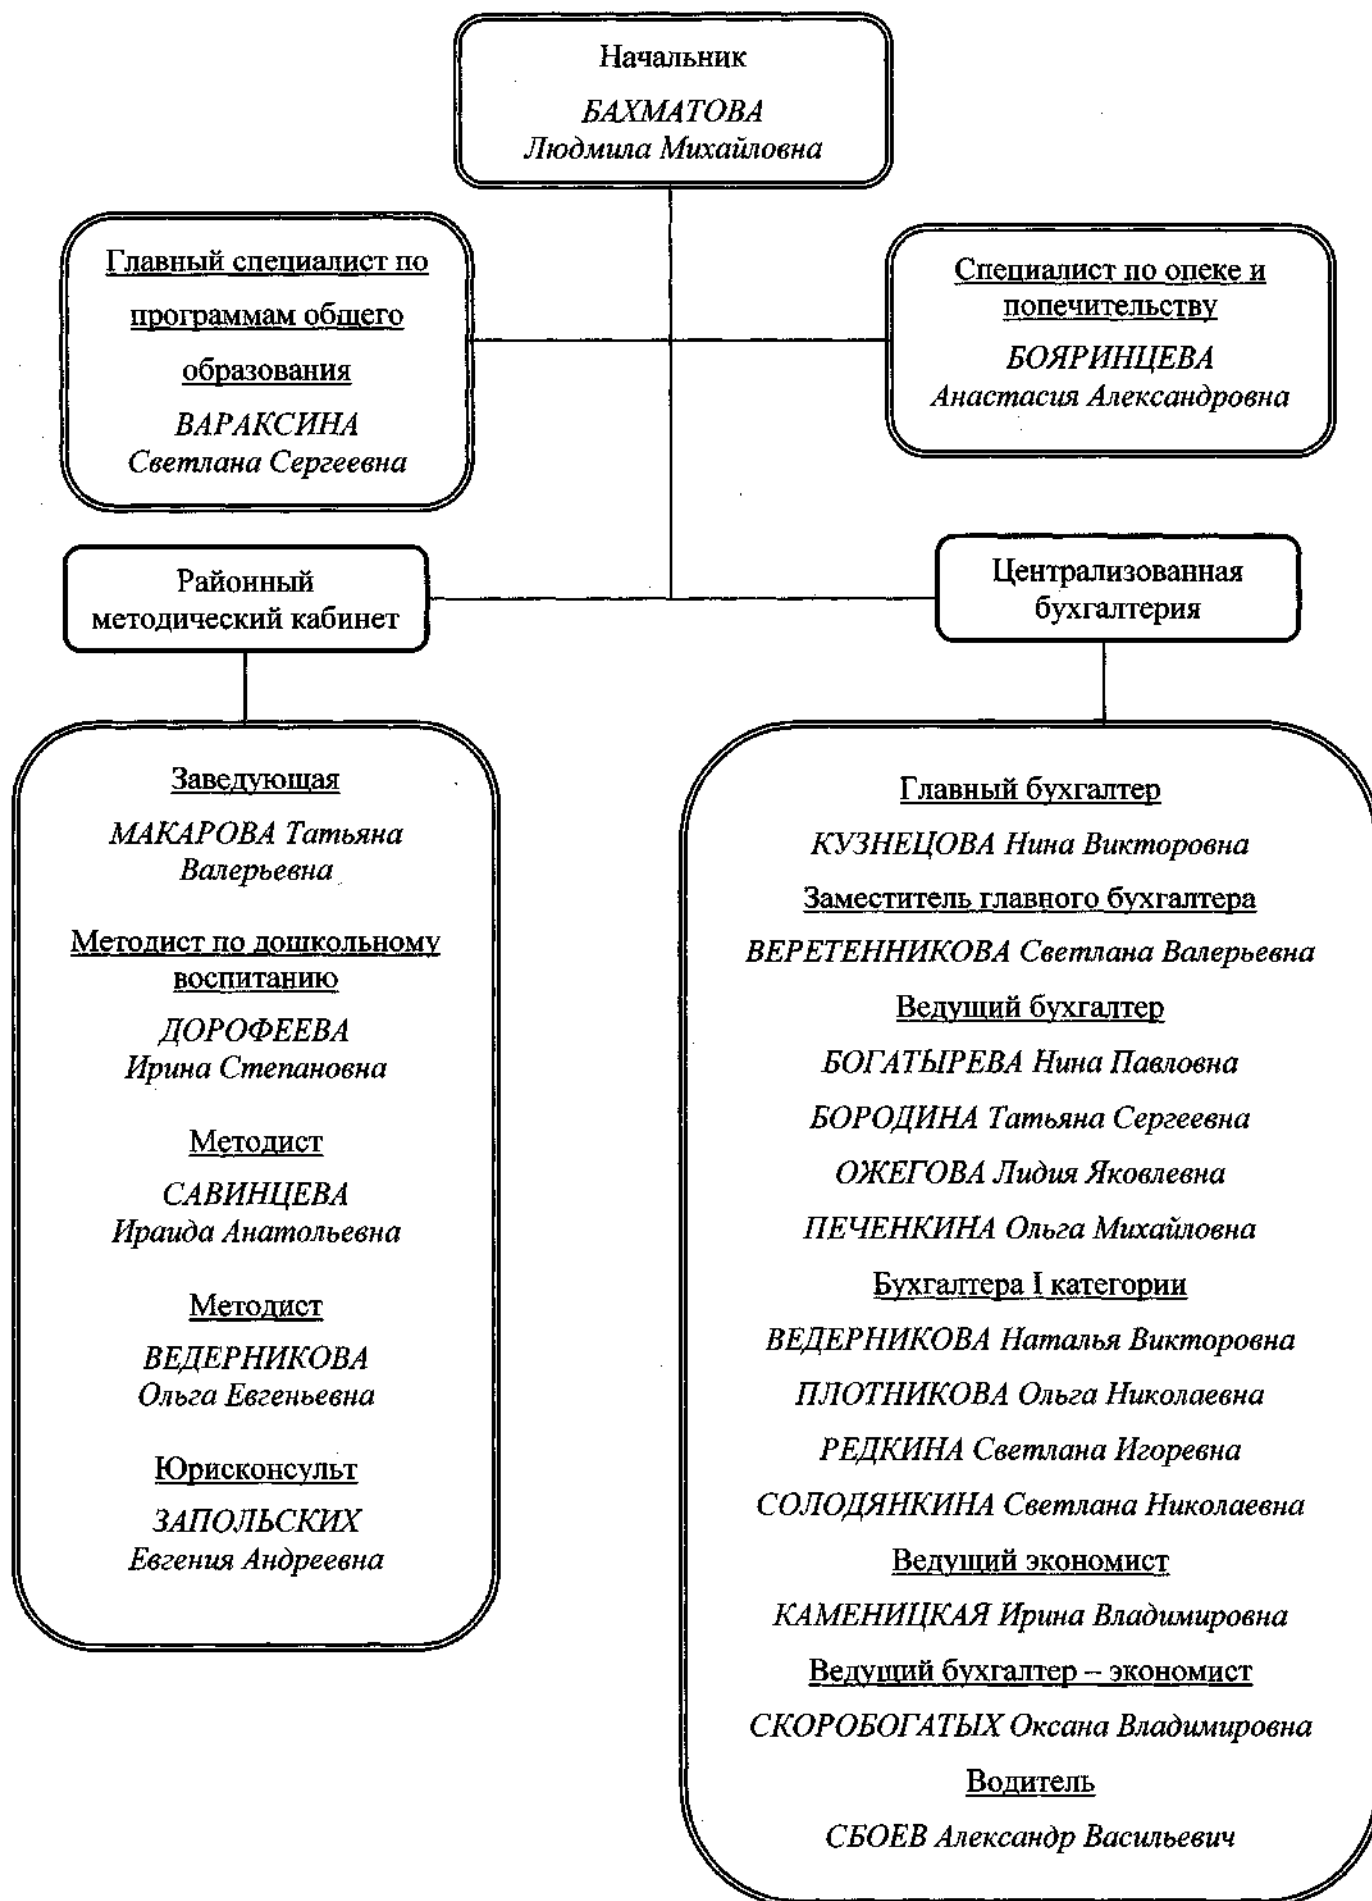 Начальник
БАХМАТОВА
Людмила Михайловна
Главный специалист по
программам общего
образования
ВАРАКСИНА
Светлана Сергеевна
Специалист по опеке и
попечительству
БОЯРИНЦЕВА
Анастасия Александровна
Районный
методический кабинет
Централизованная
бухгалтерия
Заведующая
МАКАРОВА Татьяна
Валерьевна
Методист по дошкольному
воспитанию
ДОРОФЕЕВА
Ирина Степановна
Методист
САВИНЦЕВА
Ираида Анатольевна
Методист
ВЕДЕРНИКОВА
Ольга Евгеньевна
Юрисконсульт
ЗАПОЛЬСКИХ
Евгения Андреевна
Главный бухгалтер
КУЗНЕЦОВА Нина Викторовна
Заместитель главного бухгалтера
ВЕРЕТЕННИКОВА Светлана Валерьевна
Ведущий бухгалтер
БОГАТЫРЕВА Нина Павловна
БОРОДИНА Татьяна Сергеевна
ОЖЕГОВА Лидия Яковлевна
ПЕЧЕНКИНА Ольга Михайловна
Бухгалтера I категории
ВЕДЕРНИКОВА Наталья Викторовна
ПЛОТНИКОВА Ольга Николаевна
РЕДКИНА Светлана Игоревна
СОЛОДЯНКИНА Светлана Николаевна
Ведущий экономист
КАМЕНИЦКАЯ Ирина Владимировна
Ведущий бухгалтер – экономист
СКОРОБОГАТЫХ Оксана Владимировна
Водитель
СБОЕВ Александр Васильевич